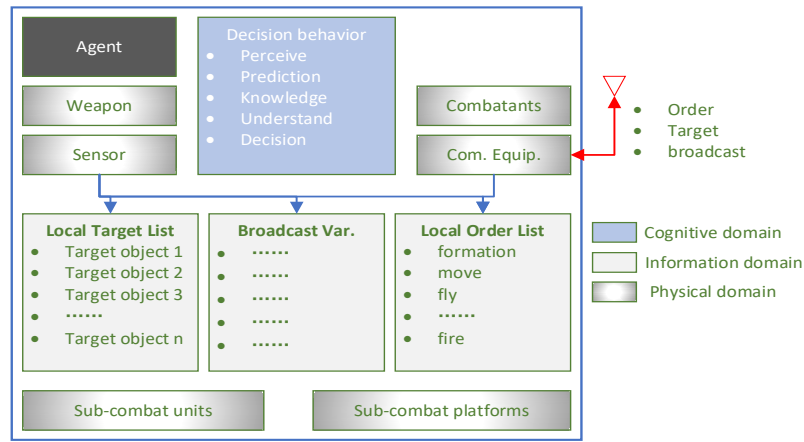 Agent
Decision behavior
• Perceive
• Prediction
• Knowledge
• Understand
• Decision
Weapon
Sensor
Combatants
Com. Equip.
• Order
• Target
• broadcast
Local Target List
• Target object 1
• Target object 2
• Target object 3
• ……
• Target object n
Broadcast Var.
• ……
• ……
• ……
• ……
• ……
Local Order List
• formation
• move
• fly
• ……
• fire
Cognitive domain
Information domain
Physical domain
Sub-combat units
Sub-combat platforms